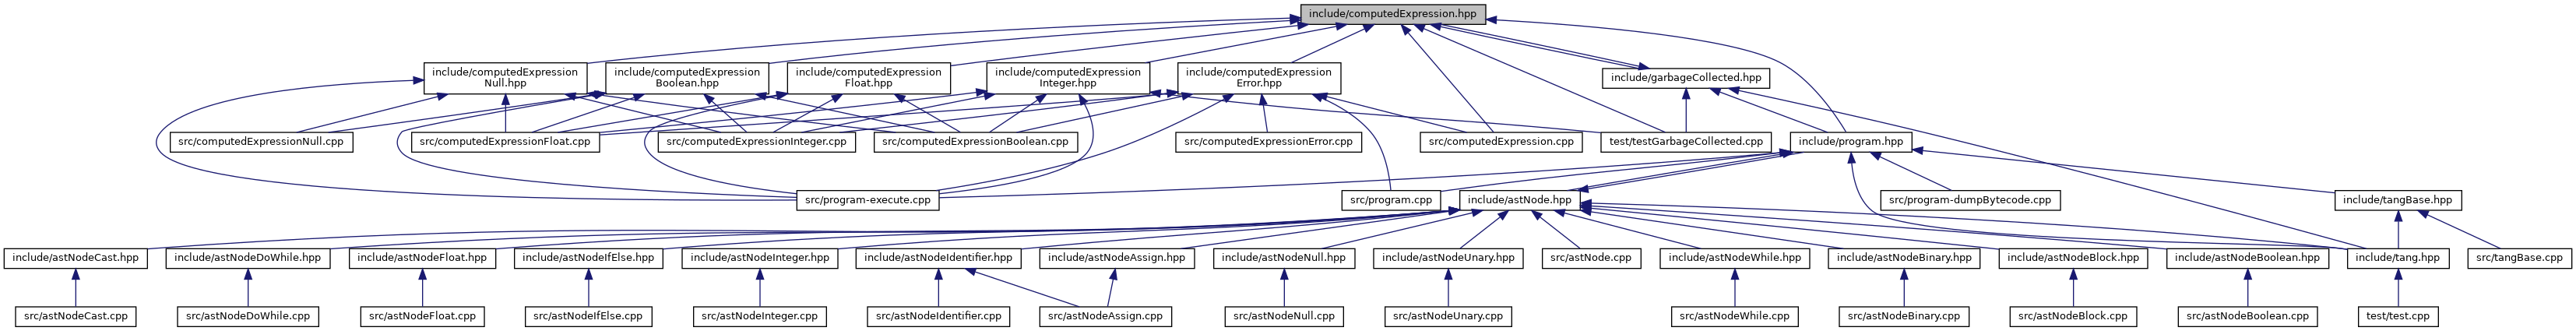 include/computedExpression.hpp
include/computedExpression
Null.hpp
include/computedExpression
Boolean.hpp
include/computedExpression
Float.hpp
include/computedExpression
Integer.hpp
include/computedExpression
Error.hpp
include/garbageCollected.hpp
src/computedExpressionNull.cpp
src/computedExpressionFloat.cpp
src/computedExpressionInteger.cpp
src/computedExpressionBoolean.cpp
src/computedExpressionError.cpp
src/computedExpression.cpp
test/testGarbageCollected.cpp
include/program.hpp
src/program-execute.cpp
src/program.cpp
include/astNode.hpp
src/program-dumpBytecode.cpp
include/tangBase.hpp
include/astNodeCast.hpp
include/astNodeDoWhile.hpp
include/astNodeFloat.hpp
include/astNodeIfElse.hpp
include/astNodeInteger.hpp
include/astNodeIdentifier.hpp
include/astNodeAssign.hpp
include/astNodeNull.hpp
include/astNodeUnary.hpp
src/astNode.cpp
include/astNodeWhile.hpp
include/astNodeBinary.hpp
include/astNodeBlock.hpp
include/astNodeBoolean.hpp
include/tang.hpp
src/tangBase.cpp
src/astNodeCast.cpp
src/astNodeDoWhile.cpp
src/astNodeFloat.cpp
src/astNodeIfElse.cpp
src/astNodeInteger.cpp
src/astNodeIdentifier.cpp
src/astNodeAssign.cpp
src/astNodeNull.cpp
src/astNodeUnary.cpp
src/astNodeWhile.cpp
src/astNodeBinary.cpp
src/astNodeBlock.cpp
src/astNodeBoolean.cpp
test/test.cpp